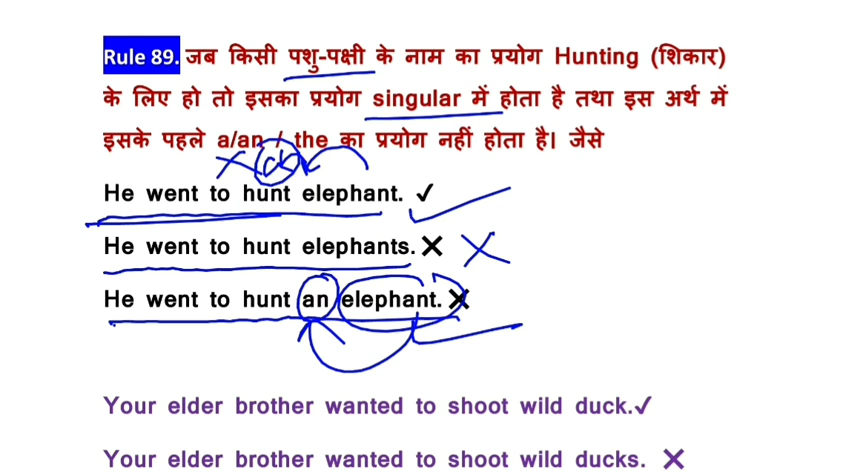 Rule 89. जब किसी पशु-पक्षी के नाम का प्रयोग Hunting (शिकार)
के लिए हो तो इसका प्रयोग singular में होता है तथा इस अर्थ में
इसके पहले a/an / the का प्रयोग नहीं होता है। जैसे
He went to hunt elephant. ✓
He went to hunt elephants. ✕
He went to hunt an elephant. ✕
Your elder brother wanted to shoot wild duck. ✓
Your elder brother wanted to shoot wild ducks. ✕